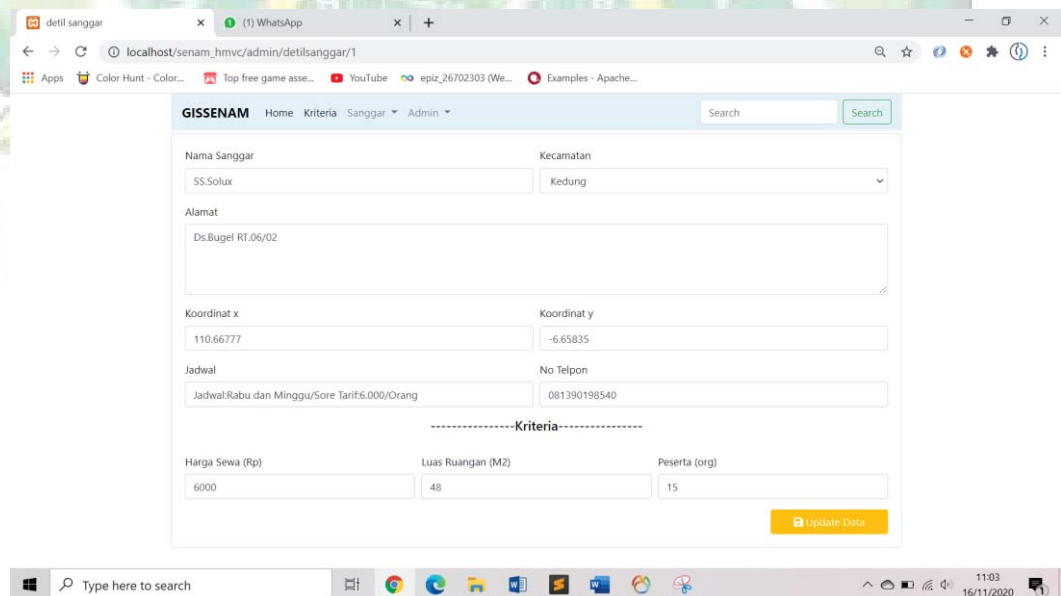 detil sanggar
(1) WhatsApp
localhost/senam_hmvc/admin/detilsanggar/1
Apps Color Hunt - Color... Top free game asse... YouTube epiz_26702303 (We... Examples - Apache...
GISSENAM Home Kriteria Sanggar Admin Search Search
Nama Sanggar Kecamatan
SS.Solux Kedung
Alamat
Ds.Bugel RT.06/02
Koordinat x Koordinat y
110.66777 -6.65835
Jadwal No Telpon
Jadwal:Rabu dan Minggu/Sore Tarif:6.000/Orang 081390198540
----------------Kriteria----------------
Harga Sewa (Rp) Luas Ruangan (M2) Peserta (org)
6000 48 15
Update Data
Type here to search
11:03
16/11/2020